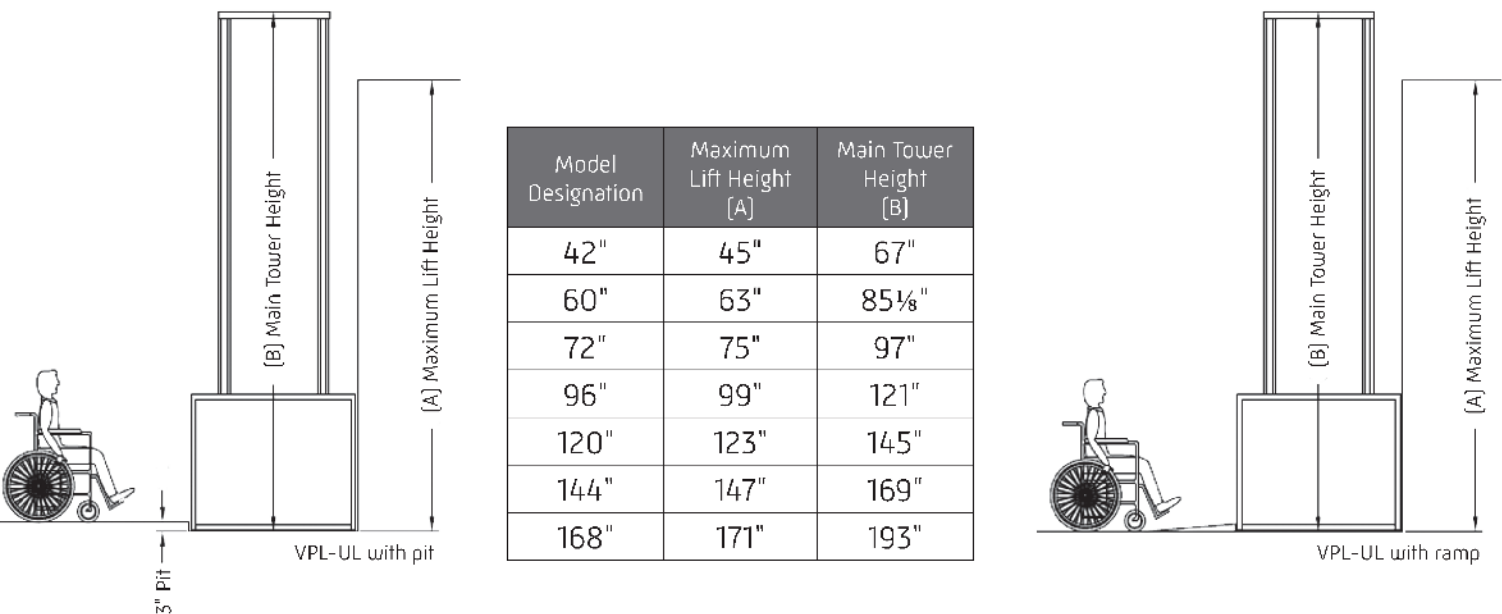 (B) Main Tower Height
(A) Maximum Lift Height
3" Pit
VPL-UL with pit
Model
Designation
Maximum
Lift Height
(A)
Main Tower
Height
(B)
42" 45" 67"
60" 63" 85⅛"
72" 75" 97"
96" 99" 121"
120" 123" 145"
144" 147" 169"
168" 171" 193"
(B) Main Tower Height
(A) Maximum Lift Height
VPL-UL with ramp